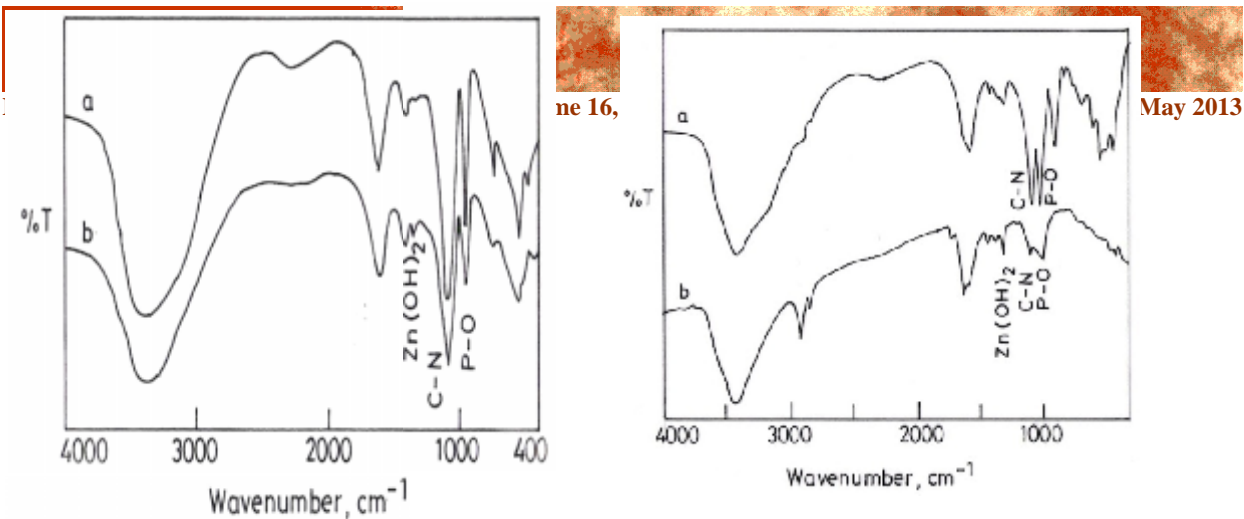 me 16,
May 2013
a
b
%T
Zn(OH)2
C-N
P-O
4000 3000 2000 1000 400
Wavenumber, cm-1
a
b
%T
C-N
P-O
Zn(OH)2
C-N
P-O
4000 3000 2000 1000
Wavenumber, cm-1